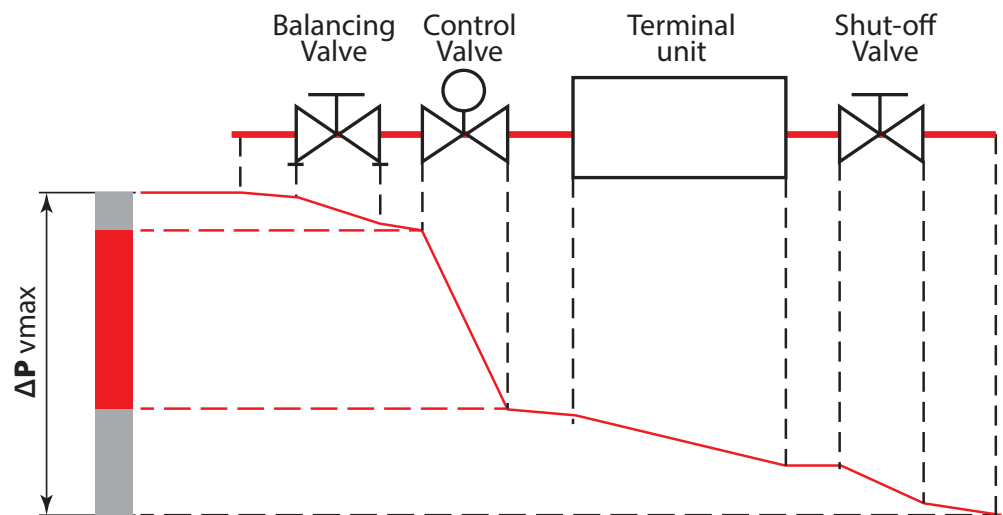 Balancing
Valve
Control
Valve
Terminal
unit
Shut-off
Valve
ΔP vmax